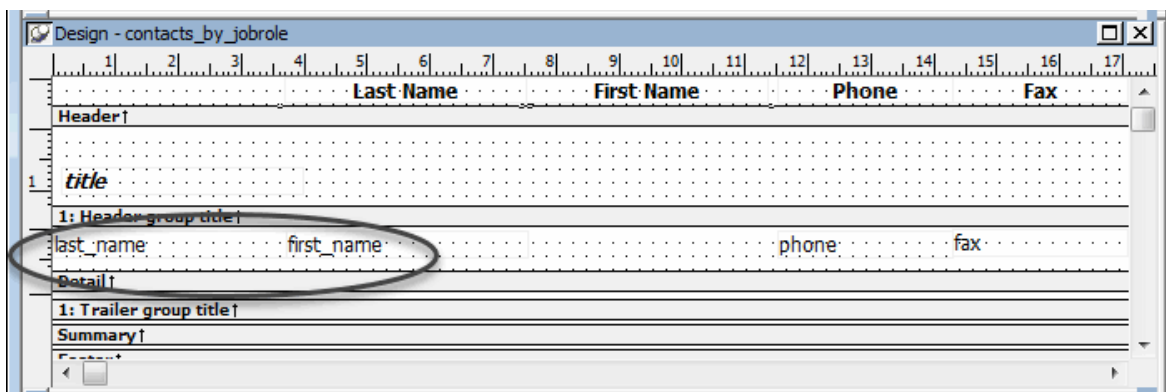 Design - contacts_by_jobrole
1 2 3 4 5 6 7 8 9 10 11 12 13 14 15 16 17
Last Name First Name Phone Fax
Header↑
1 title
1: Header group title↑
last_name first_name phone fax
Detail↑
1: Trailer group title↑
Summary↑
Footer↑